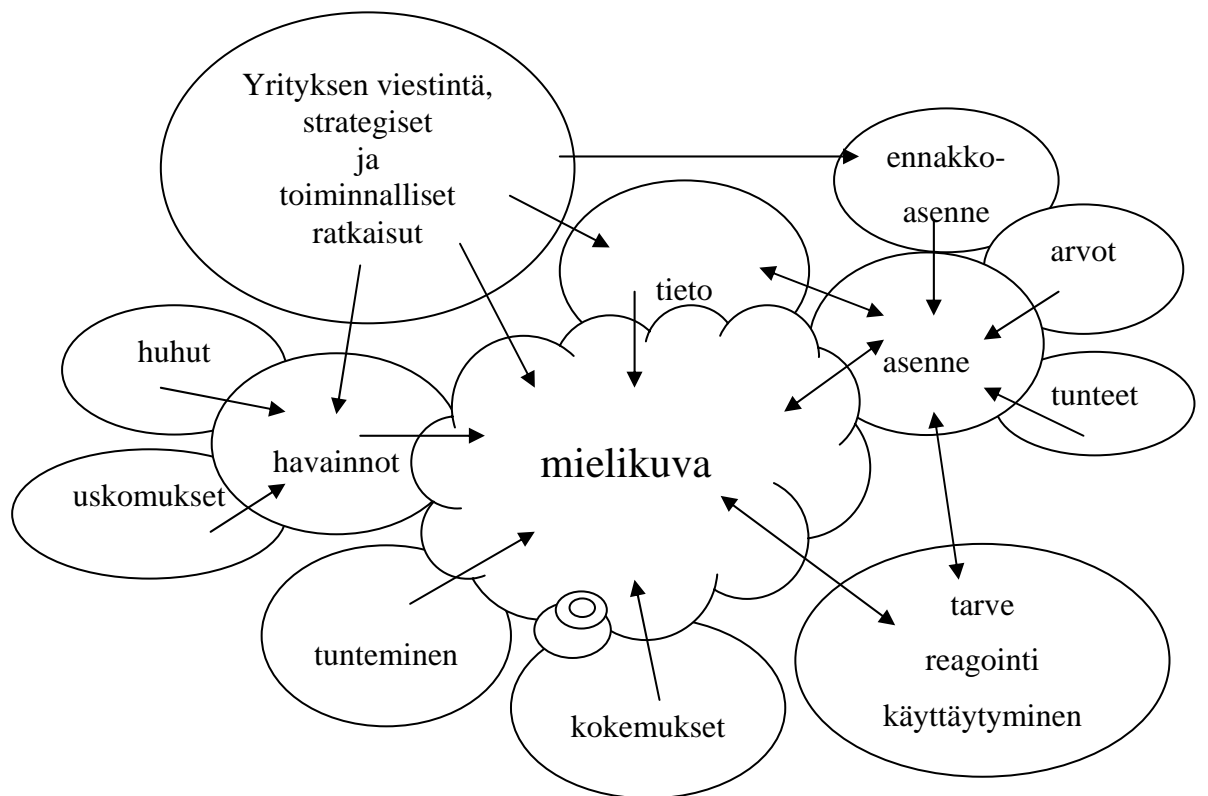 Yrityksen viestintä,
strategiset
ja
toiminnalliset
ratkaisut
ennakko-
asenne
arvot
tieto
asenne
tunteet
huhut
havainnot
uskomukset
mielikuva
tunteminen
kokemukset
tarve
reagointi
käyttäytyminen